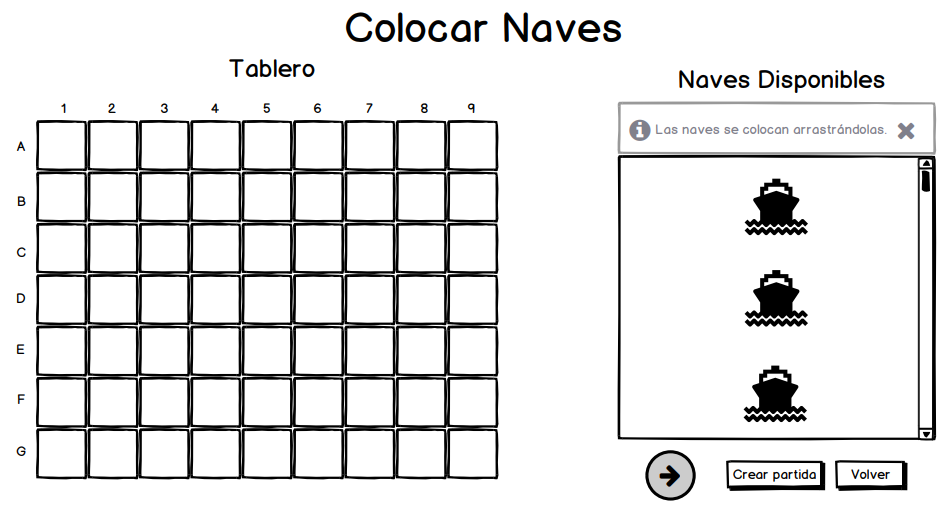 Colocar Naves
Tablero
1 2 3 4 5 6 7 8 9
A
B
C
D
E
F
G
Naves Disponibles
Las naves se colocan arrastrándolas.
Crear partida
Volver